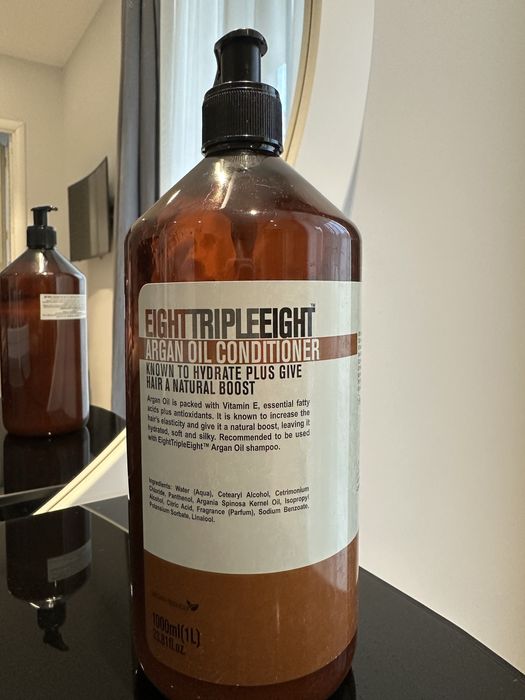 EIGHTTRIPLEEIGHT™
ARGAN OIL CONDITIONER
KNOWN TO HYDRATE PLUS GIVE
HAIR A NATURAL BOOST
Argan Oil is packed with Vitamin E, essential fatty
acids plus antioxidants. It is known to increase the
hair's elasticity and give it a natural boost, leaving it
hydrated, soft and silky. Recommended to be used
with EightTripleEight™ Argan Oil shampoo.
Ingredients: Water (Aqua), Cetearyl Alcohol, Cetrimonium
Chloride, Panthenol, Argania Spinosa Kernel Oil, Isopropyl
Alcohol, Citric Acid, Fragrance (Parfum), Sodium Benzoate,
Potassium Sorbate, Linalool.
1000ml(1L)
33.81fl.oz.